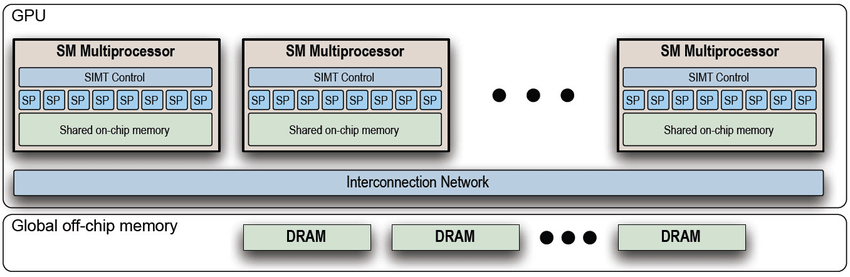 GPU
SM Multiprocessor SM Multiprocessor SM Multiprocessor
SIMT Control SIMT Control SIMT Control
SP SP SP SP SP SP SP SP SP SP SP SP SP SP SP SP SP SP SP SP SP SP SP SP
Shared on-chip memory Shared on-chip memory Shared on-chip memory
Interconnection Network
Global off-chip memory
DRAM DRAM DRAM